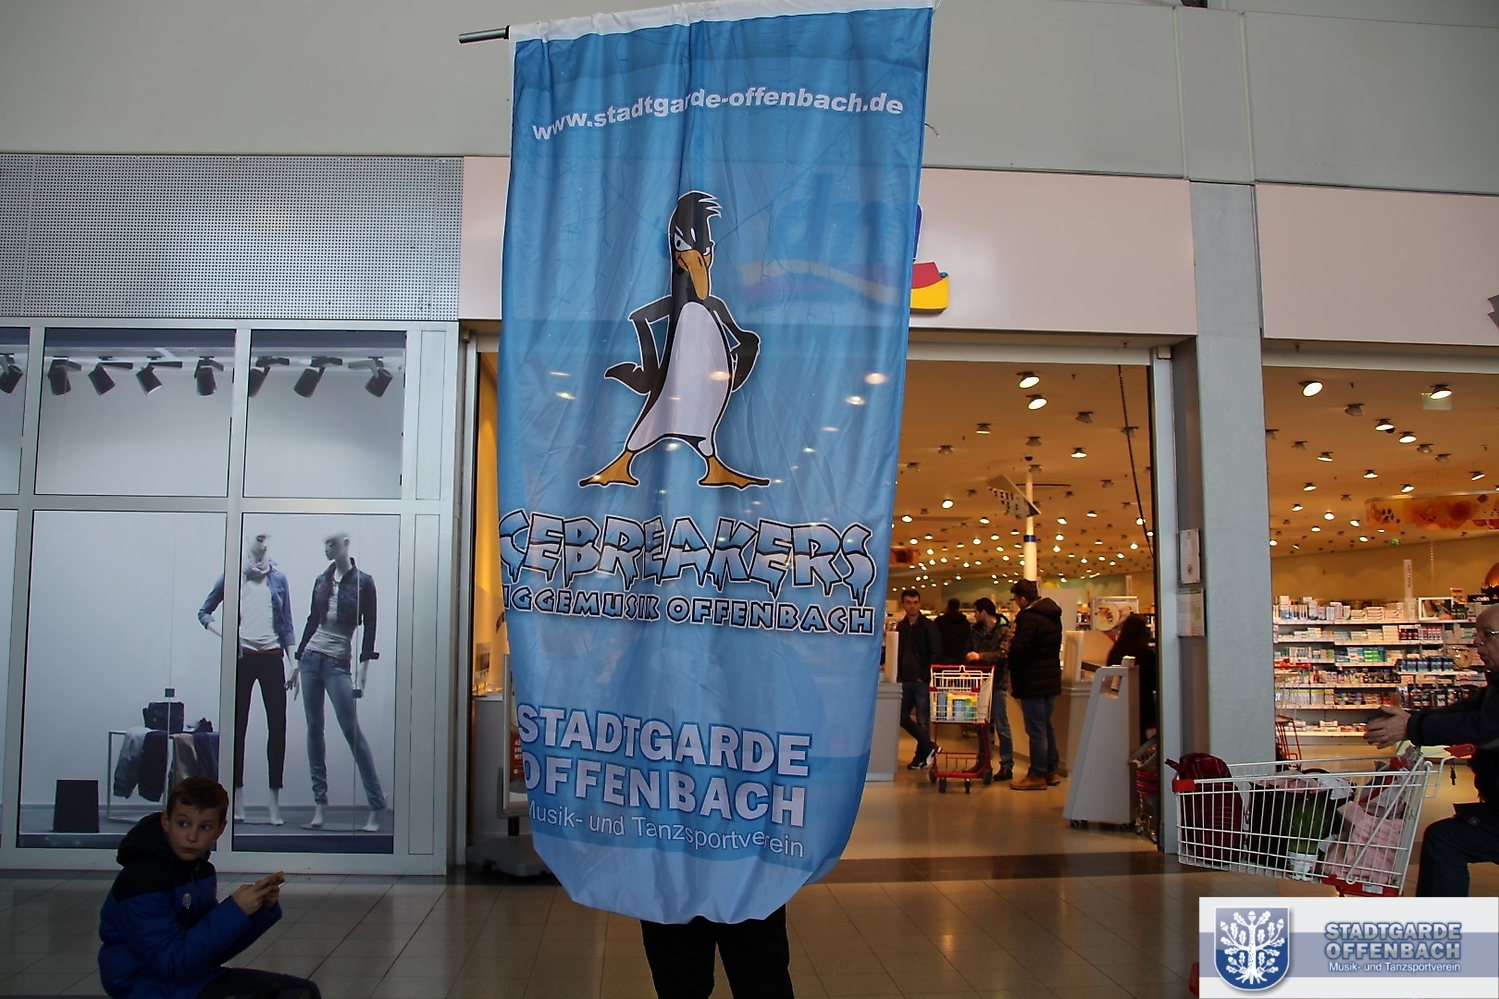 www.stadtgarde-offenbach.de
CEBREAKERS
GGEMUSIK OFFENBACH
STADTGARDE
OFFENBACH
Musik- und Tanzsportverein
STADTGARDE
OFFENBACH
Musik- und Tanzsportverein